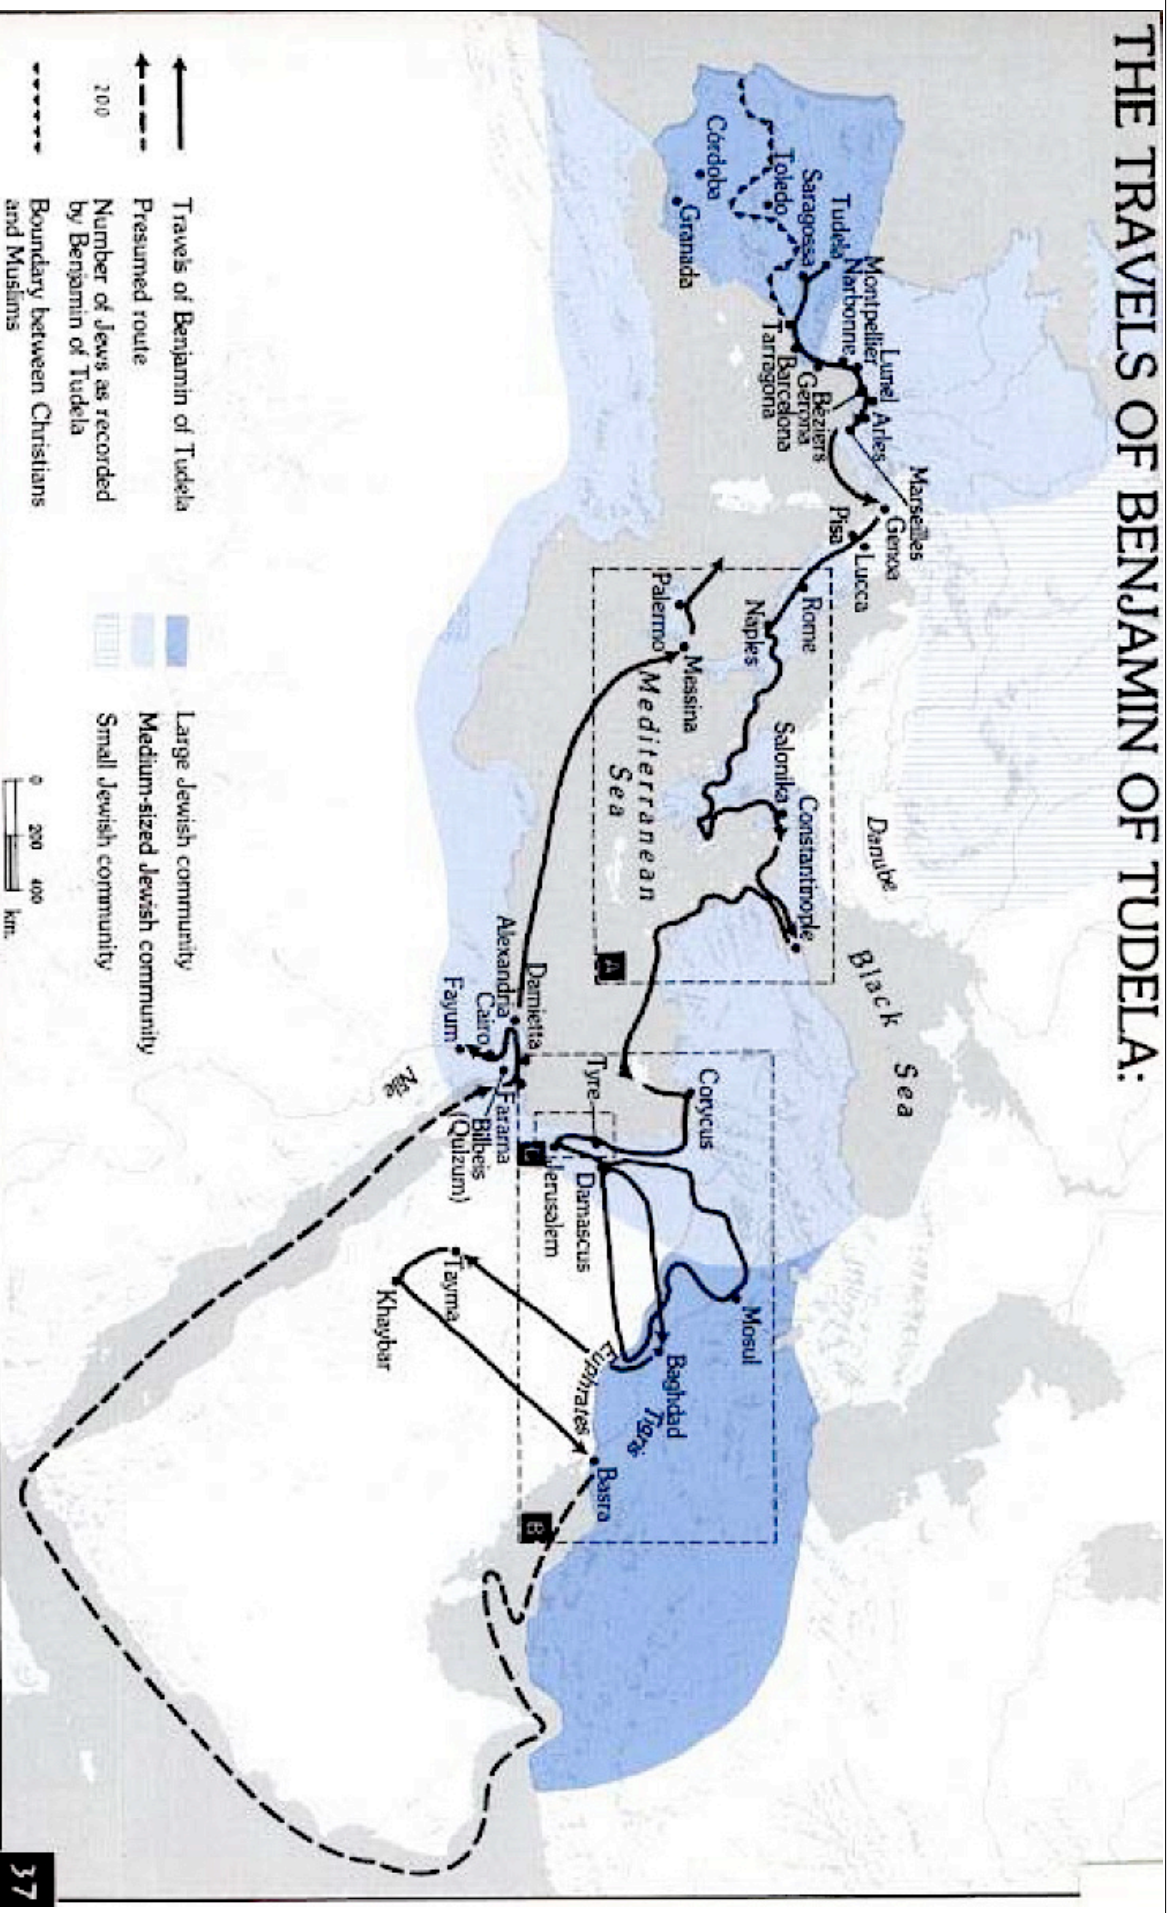 THE TRAVELS OF BENJAMIN OF TUDELA:
Montpellier
Lunel
Narbonne
Arles
Marseilles
Genoa
Lucca
Pisa
Tudela
Saragossa
Toledo
Córdoba
Granada
Béziers
Gerona
Barcelona
Tarragona
Rome
Naples
Palermo
Messina
Mediterranean
Sea
Salonika
Constantinople
Danube
Black
Sea
A
Corycus
Tyre
Damietta
Alexandria
Cairo
Fayum
Nile
Farama
Bilbeis
(Qulzum)
C
Jerusalem
Damascus
Mosul
Baghdad
Tigris
Euphrates
Tayma
Khaybar
Basra
B
Travels of Benjamin of Tudela
Presumed route
200
Number of Jews as recorded
by Benjamin of Tudela
Boundary between Christians
and Muslims
Large Jewish community
Medium-sized Jewish community
Small Jewish community
0 200 400 km.
37